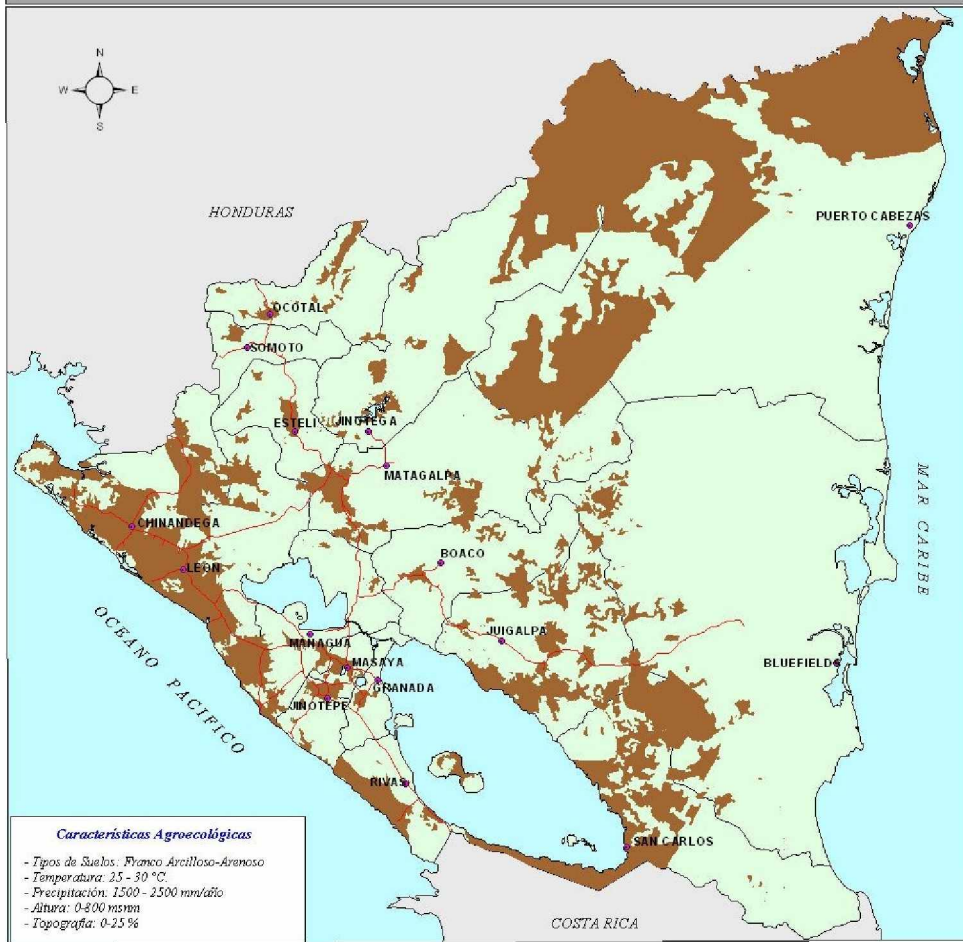 N
W E
S
HONDURAS
PUERTO CABEZAS
OCOTAL
SOMOTO
ESTELI
JINOTEGA
MATAGALPA
CHINANDEGA
LEON
BOACO
MAR CARIBE
OCEANO PACIFICO
MANAGUA
JUIGALPA
MASAYA
BLUEFIELDS
GRANADA
JINOTEPE
RIVAS
SAN CARLOS
COSTA RICA
Características Agroecológicas
- Tipos de Suelos: Franco Arcilloso-Arenoso
- Temperatura: 25 - 30 °C.
- Precipitación: 1500 - 2500 mm/año
- Altura: 0-800 msnm
- Topografía: 0-25 %